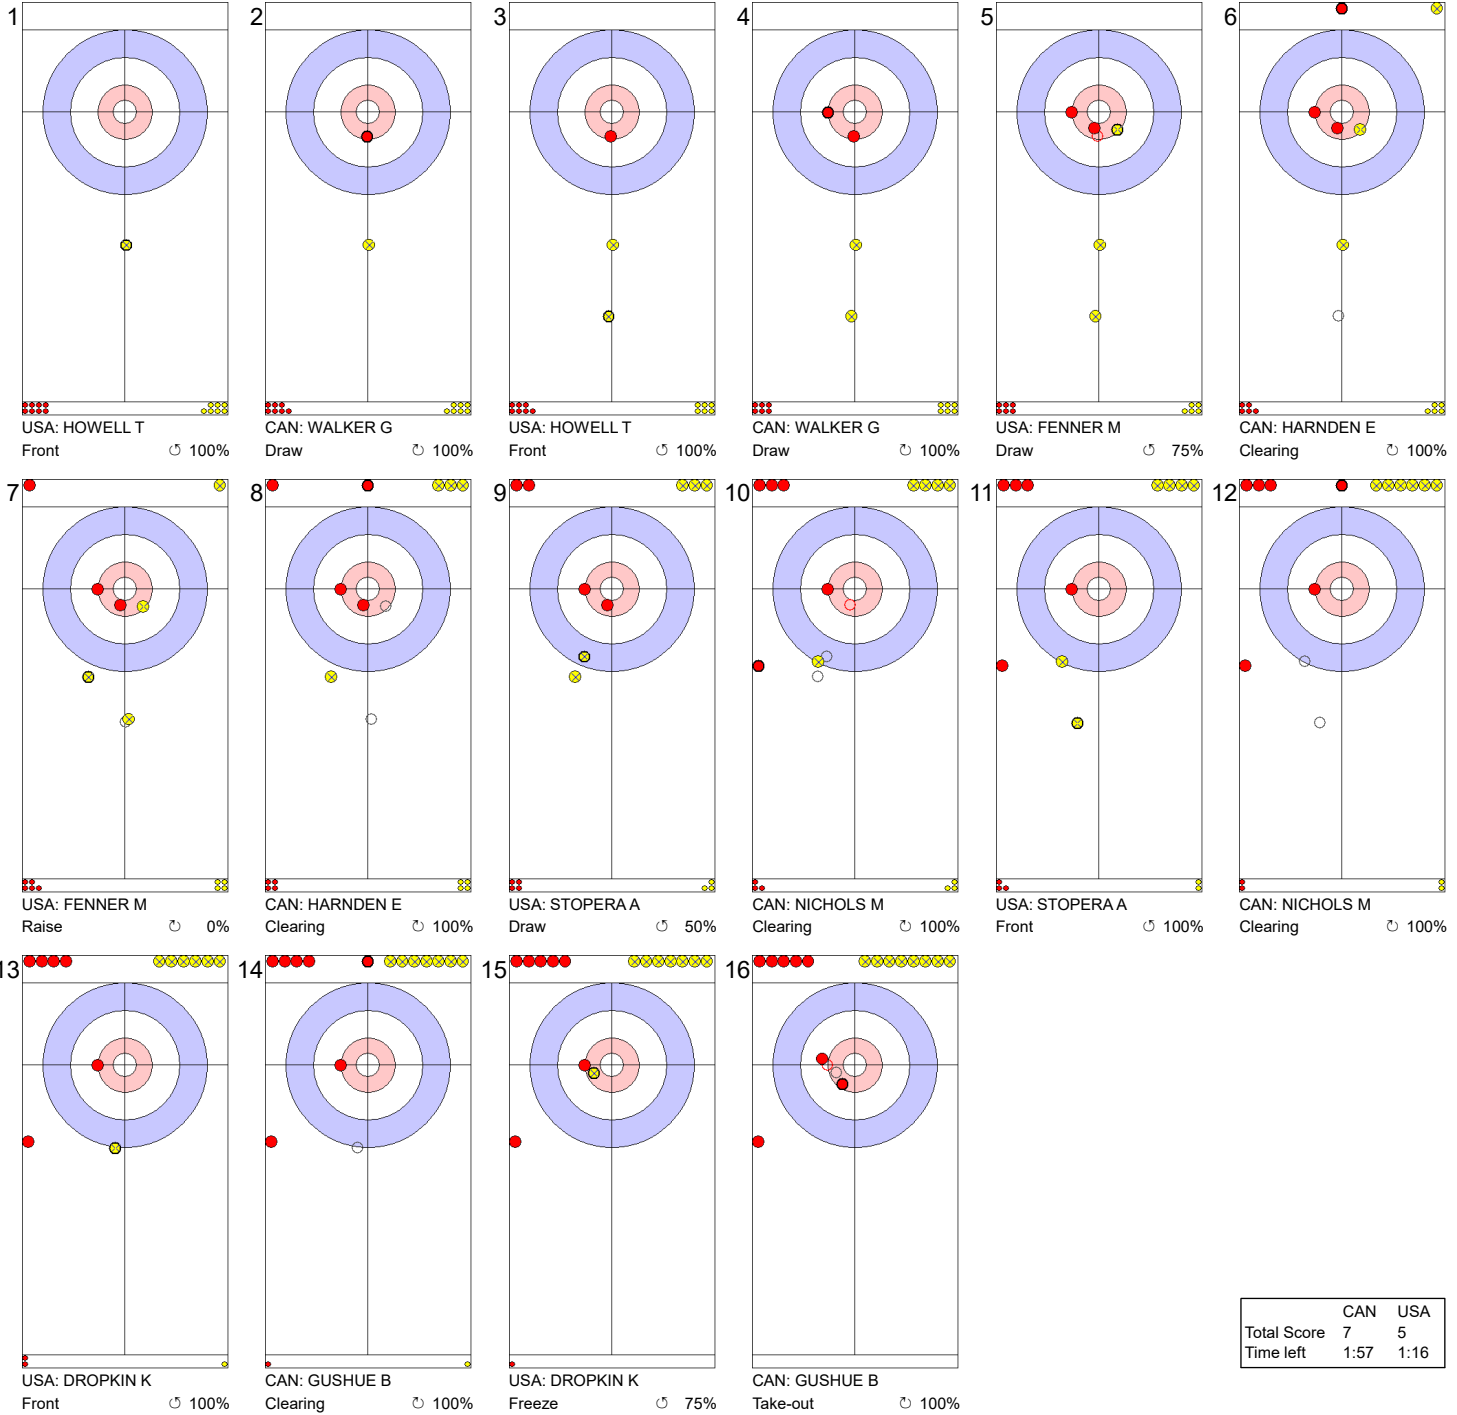 1 2 3 4 5 6
USA: HOWELL T CAN: WALKER G USA: HOWELL T CAN: WALKER G USA: FENNER M CAN: HARNDEN E
Front ↺ 100% Draw ↻ 100% Front ↺ 100% Draw ↻ 100% Draw ↺ 75% Clearing ↻ 100%
7 8 9 10 11 12
USA: FENNER M CAN: HARNDEN E USA: STOPERA A CAN: NICHOLS M USA: STOPERA A CAN: NICHOLS M
Raise ↻ 0% Clearing ↻ 100% Draw ↺ 50% Clearing ↻ 100% Front ↺ 100% Clearing ↻ 100%
13 14 15 16
USA: DROPKIN K CAN: GUSHUE B USA: DROPKIN K CAN: GUSHUE B
Front ↺ 100% Clearing ↻ 100% Freeze ↺ 75% Take-out ↻ 100%
CAN USA
Total Score 7 5
Time left 1:57 1:16